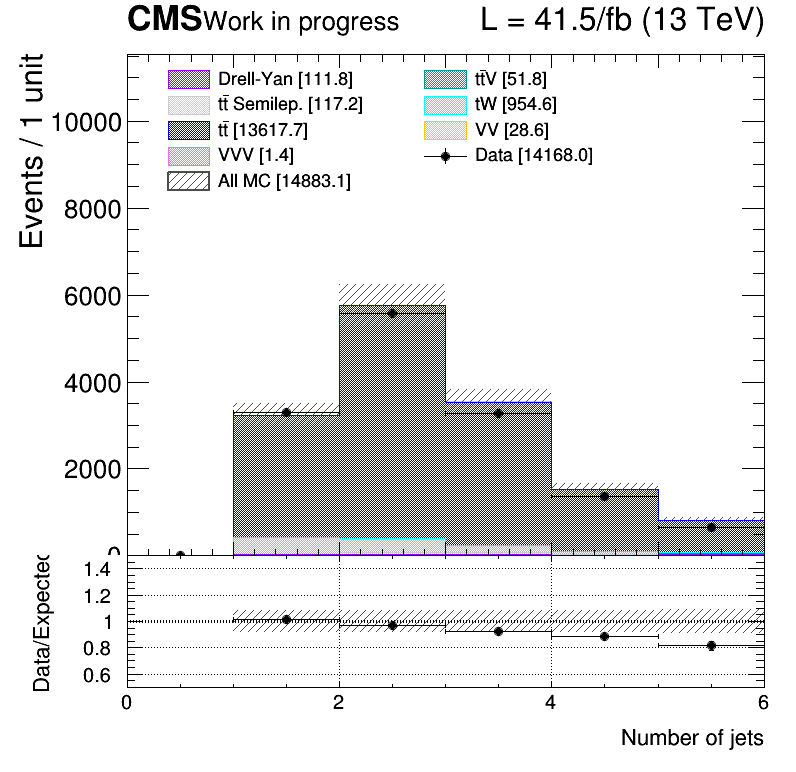 CMS Work in progress L = 41.5/fb (13 TeV)
Events / 1 unit
Drell-Yan [111.8]
tt̄ Semilep. [117.2]
tt̄ [13617.7]
VVV [1.4]
All MC [14883.1]
tt̄V [51.8]
tW [954.6]
VV [28.6]
Data [14168.0]
10000
8000
6000
4000
2000
0
Data/Expected
1.4
1.2
1
0.8
0.6
0 2 4 6
Number of jets